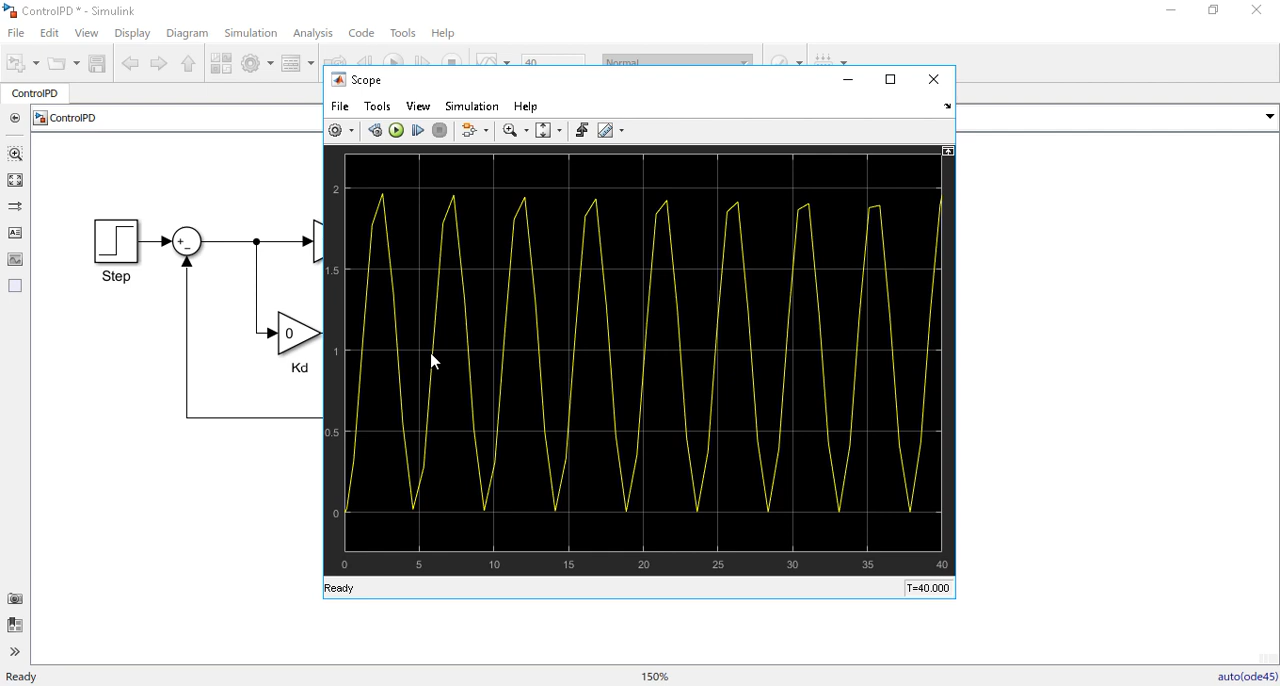 ControlPD * - Simulink
File Edit View Display Diagram Simulation Analysis Code Tools Help
40 Normal
ControlPD
ControlPD
Scope
File Tools View Simulation Help
Step
+
-
0
Kd
2
1.5
1
0.5
0
0 5 10 15 20 25 30 35 40
Ready T=40.000
Ready 150% auto(ode45)